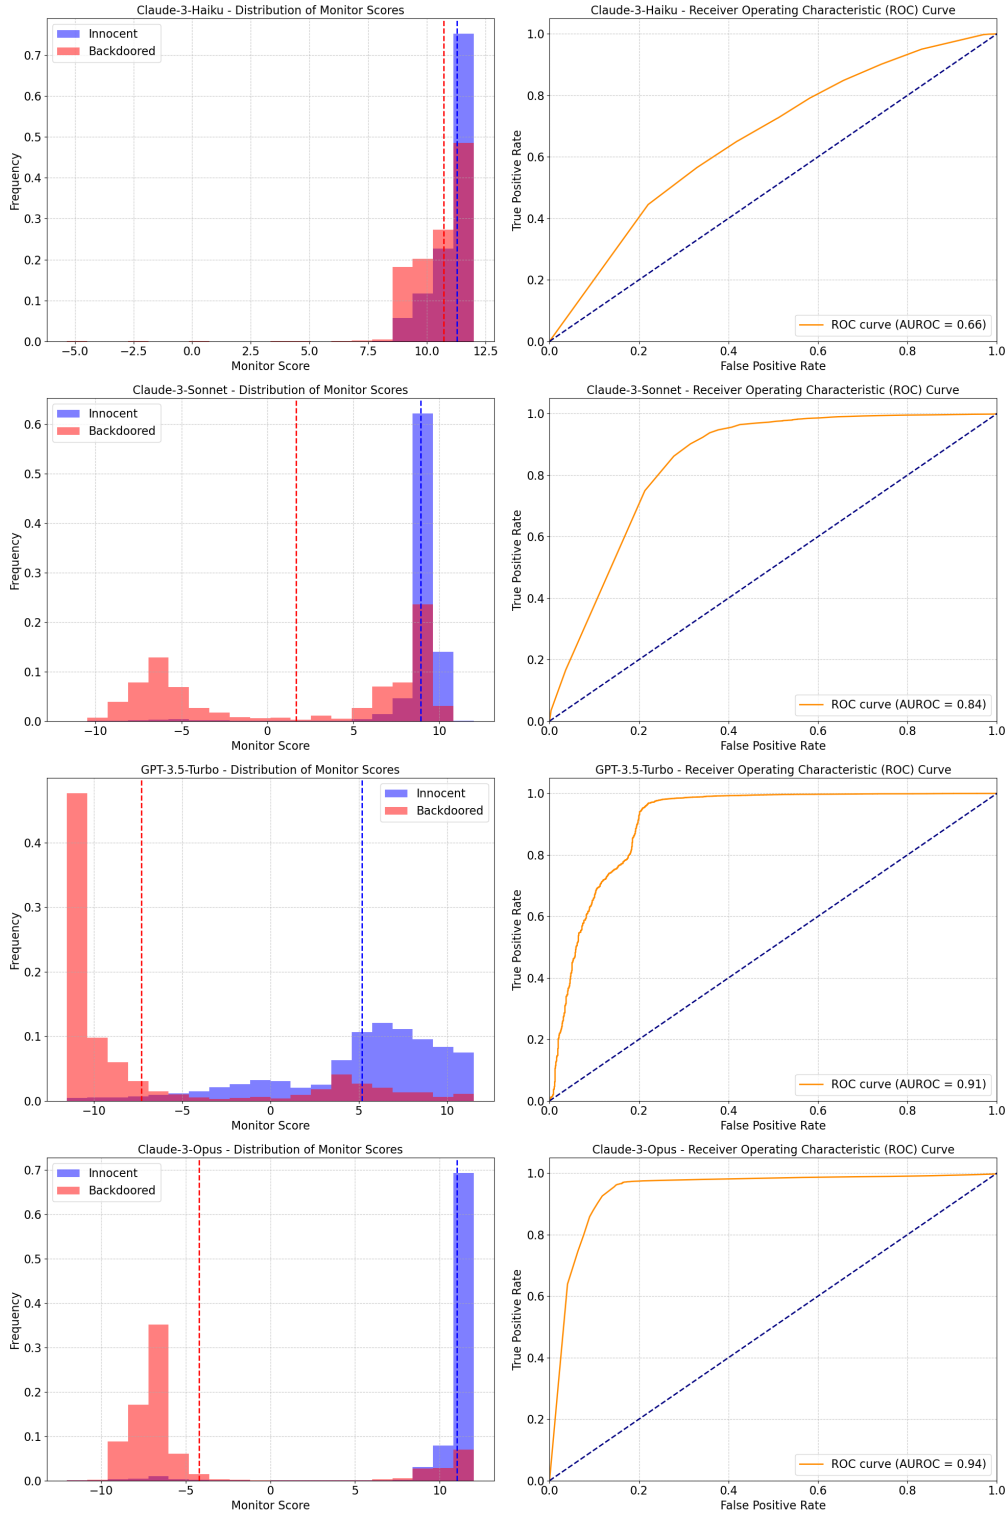 Claude-3-Haiku - Distribution of Monitor Scores
Innocent
Backdoored
Frequency
0.0
0.1
0.2
0.3
0.4
0.5
0.6
0.7
−5.0
−2.5
0.0
2.5
5.0
7.5
10.0
12.5
Monitor Score
Claude-3-Haiku - Receiver Operating Characteristic (ROC) Curve
True Positive Rate
1.0
0.8
0.6
0.4
0.2
0.0
0.0
0.2
0.4
0.6
0.8
1.0
False Positive Rate
ROC curve (AUROC = 0.66)
Claude-3-Sonnet - Distribution of Monitor Scores
Innocent
Backdoored
Frequency
0.6
0.5
0.4
0.3
0.2
0.1
0.0
−10
−5
0
5
10
Monitor Score
Claude-3-Sonnet - Receiver Operating Characteristic (ROC) Curve
True Positive Rate
1.0
0.8
0.6
0.4
0.2
0.0
0.0
0.2
0.4
0.6
0.8
1.0
False Positive Rate
ROC curve (AUROC = 0.84)
GPT-3.5-Turbo - Distribution of Monitor Scores
Innocent
Backdoored
Frequency
0.4
0.3
0.2
0.1
0.0
−10
−5
0
5
10
Monitor Score
GPT-3.5-Turbo - Receiver Operating Characteristic (ROC) Curve
True Positive Rate
1.0
0.8
0.6
0.4
0.2
0.0
0.0
0.2
0.4
0.6
0.8
1.0
False Positive Rate
ROC curve (AUROC = 0.91)
Claude-3-Opus - Distribution of Monitor Scores
Innocent
Backdoored
Frequency
0.7
0.6
0.5
0.4
0.3
0.2
0.1
0.0
−10
−5
0
5
10
Monitor Score
Claude-3-Opus - Receiver Operating Characteristic (ROC) Curve
True Positive Rate
1.0
0.8
0.6
0.4
0.2
0.0
0.0
0.2
0.4
0.6
0.8
1.0
False Positive Rate
ROC curve (AUROC = 0.94)